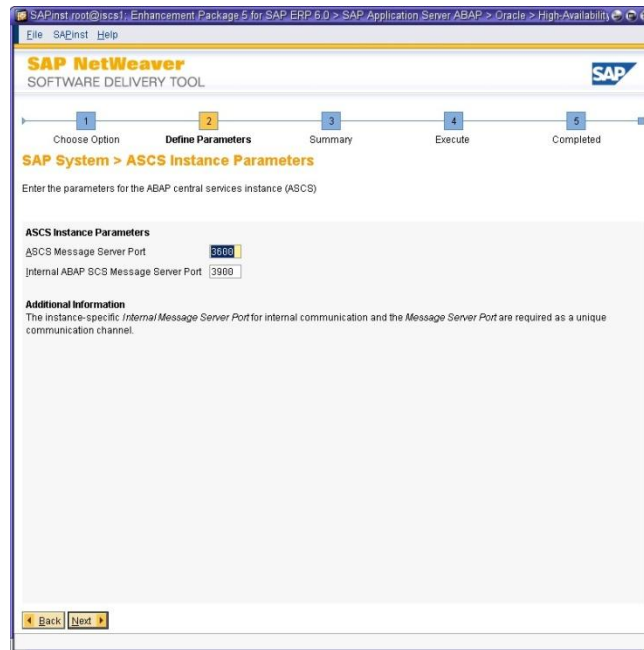 SAPinst root@iscs1: Enhancement Package 5 for SAP ERP 6.0 > SAP Application Server ABAP > Oracle > High-Availability
File SAPinst Help
SAP NetWeaver
SOFTWARE DELIVERY TOOL
SAP
1 2 3 4 5
Choose Option Define Parameters Summary Execute Completed
SAP System > ASCS Instance Parameters
Enter the parameters for the ABAP central services instance (ASCS)
ASCS Instance Parameters
ASCS Message Server Port 3600
Internal ABAP SCS Message Server Port 3900
Additional Information
The instance-specific Internal Message Server Port for internal communication and the Message Server Port are required as a unique
communication channel.
Back Next